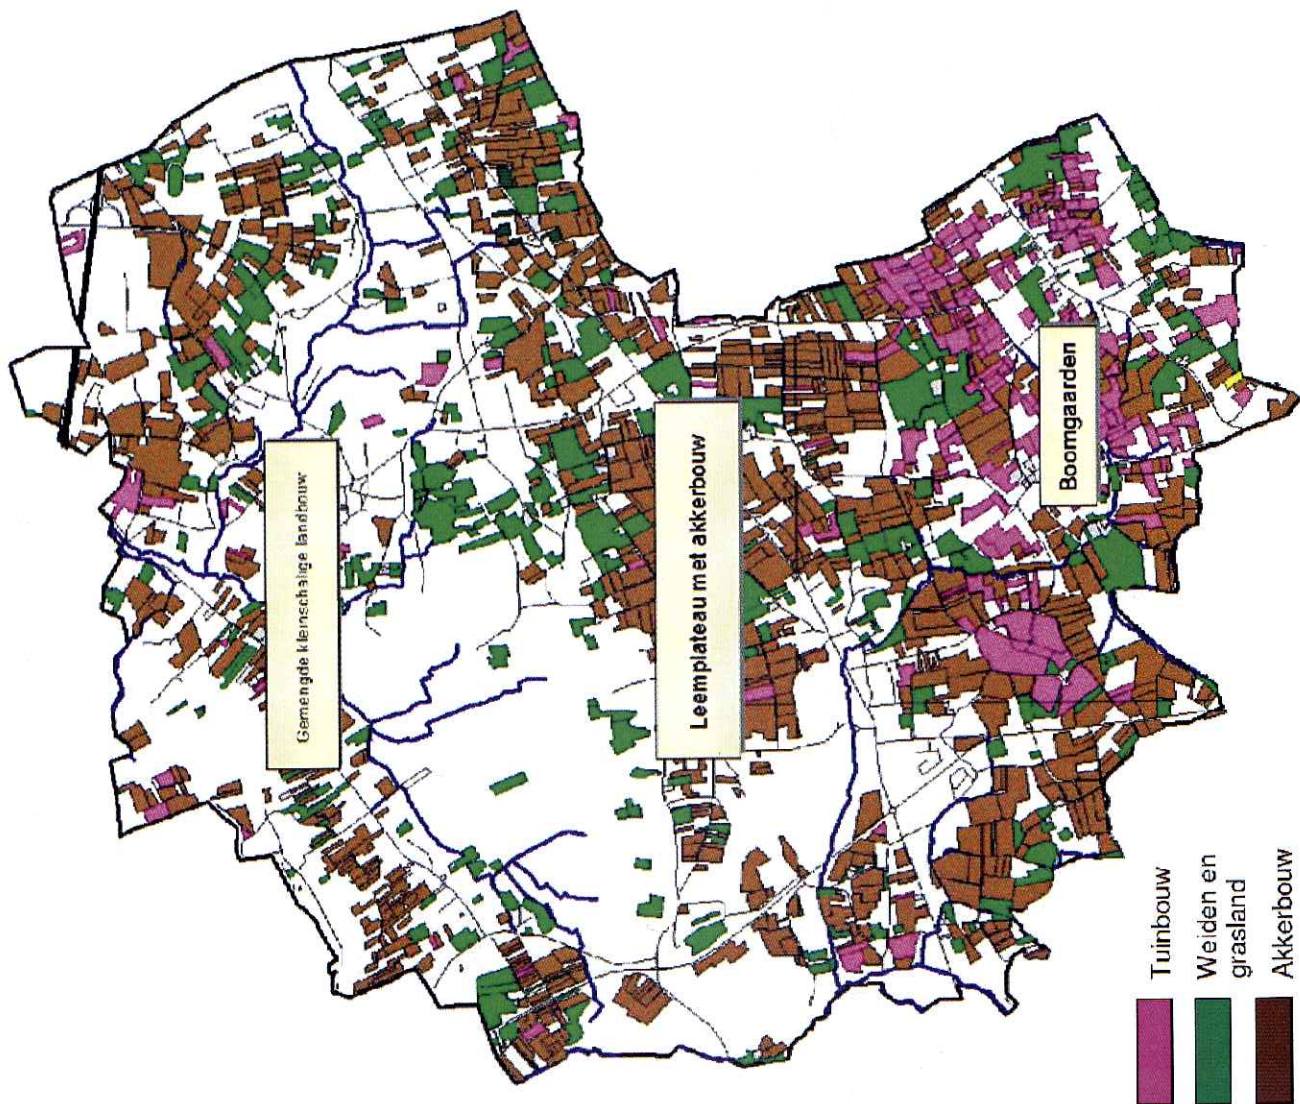 Gemengde kleinschalige landbouw
Leemplateau met akkerbouw
Boomgaarden
Tuinbouw
Weiden en
grasland
Akkerbouw